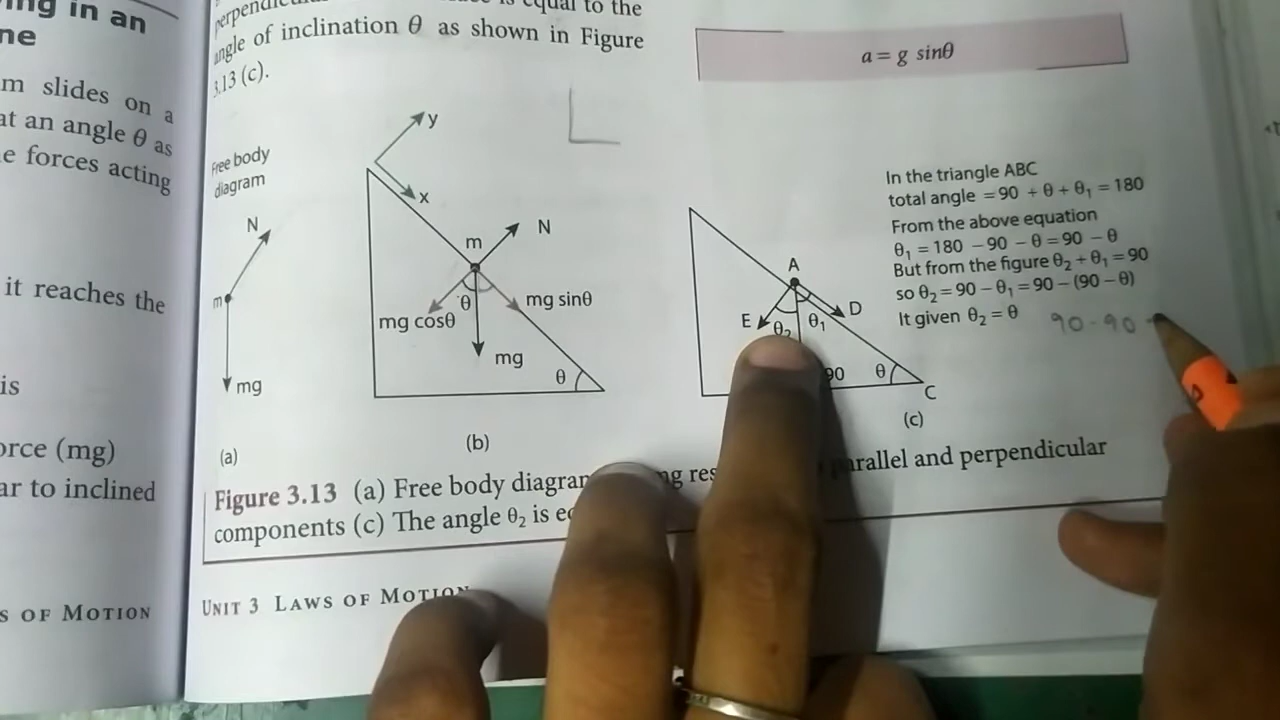 ing in an
ne
m slides on a
at an angle θ as
e forces acting
it reaches the
is
orce (mg)
ar to inclined
S OF MOTION
equal to the
angle of inclination θ as shown in Figure
3.13 (c).
Free body
diagram
N
m
mg
(a)
y
x
m
N
θ
mg cosθ
mg sinθ
mg
θ
(b)
a = g sinθ
A
E
D
θ₂
θ₁
90
θ
C
(c)
In the triangle ABC
total angle = 90 + θ + θ₁ = 180
From the above equation
θ₁ = 180 − 90 − θ = 90 − θ
But from the figure θ₂ + θ₁ = 90
so θ₂ = 90 − θ₁ = 90 − (90 − θ)
It given θ₂ = θ
90 - 90
Figure 3.13 (a) Free body diagram parallel and perpendicular
components (c) The angle θ₂ is
UNIT 3 LAWS OF MOTION